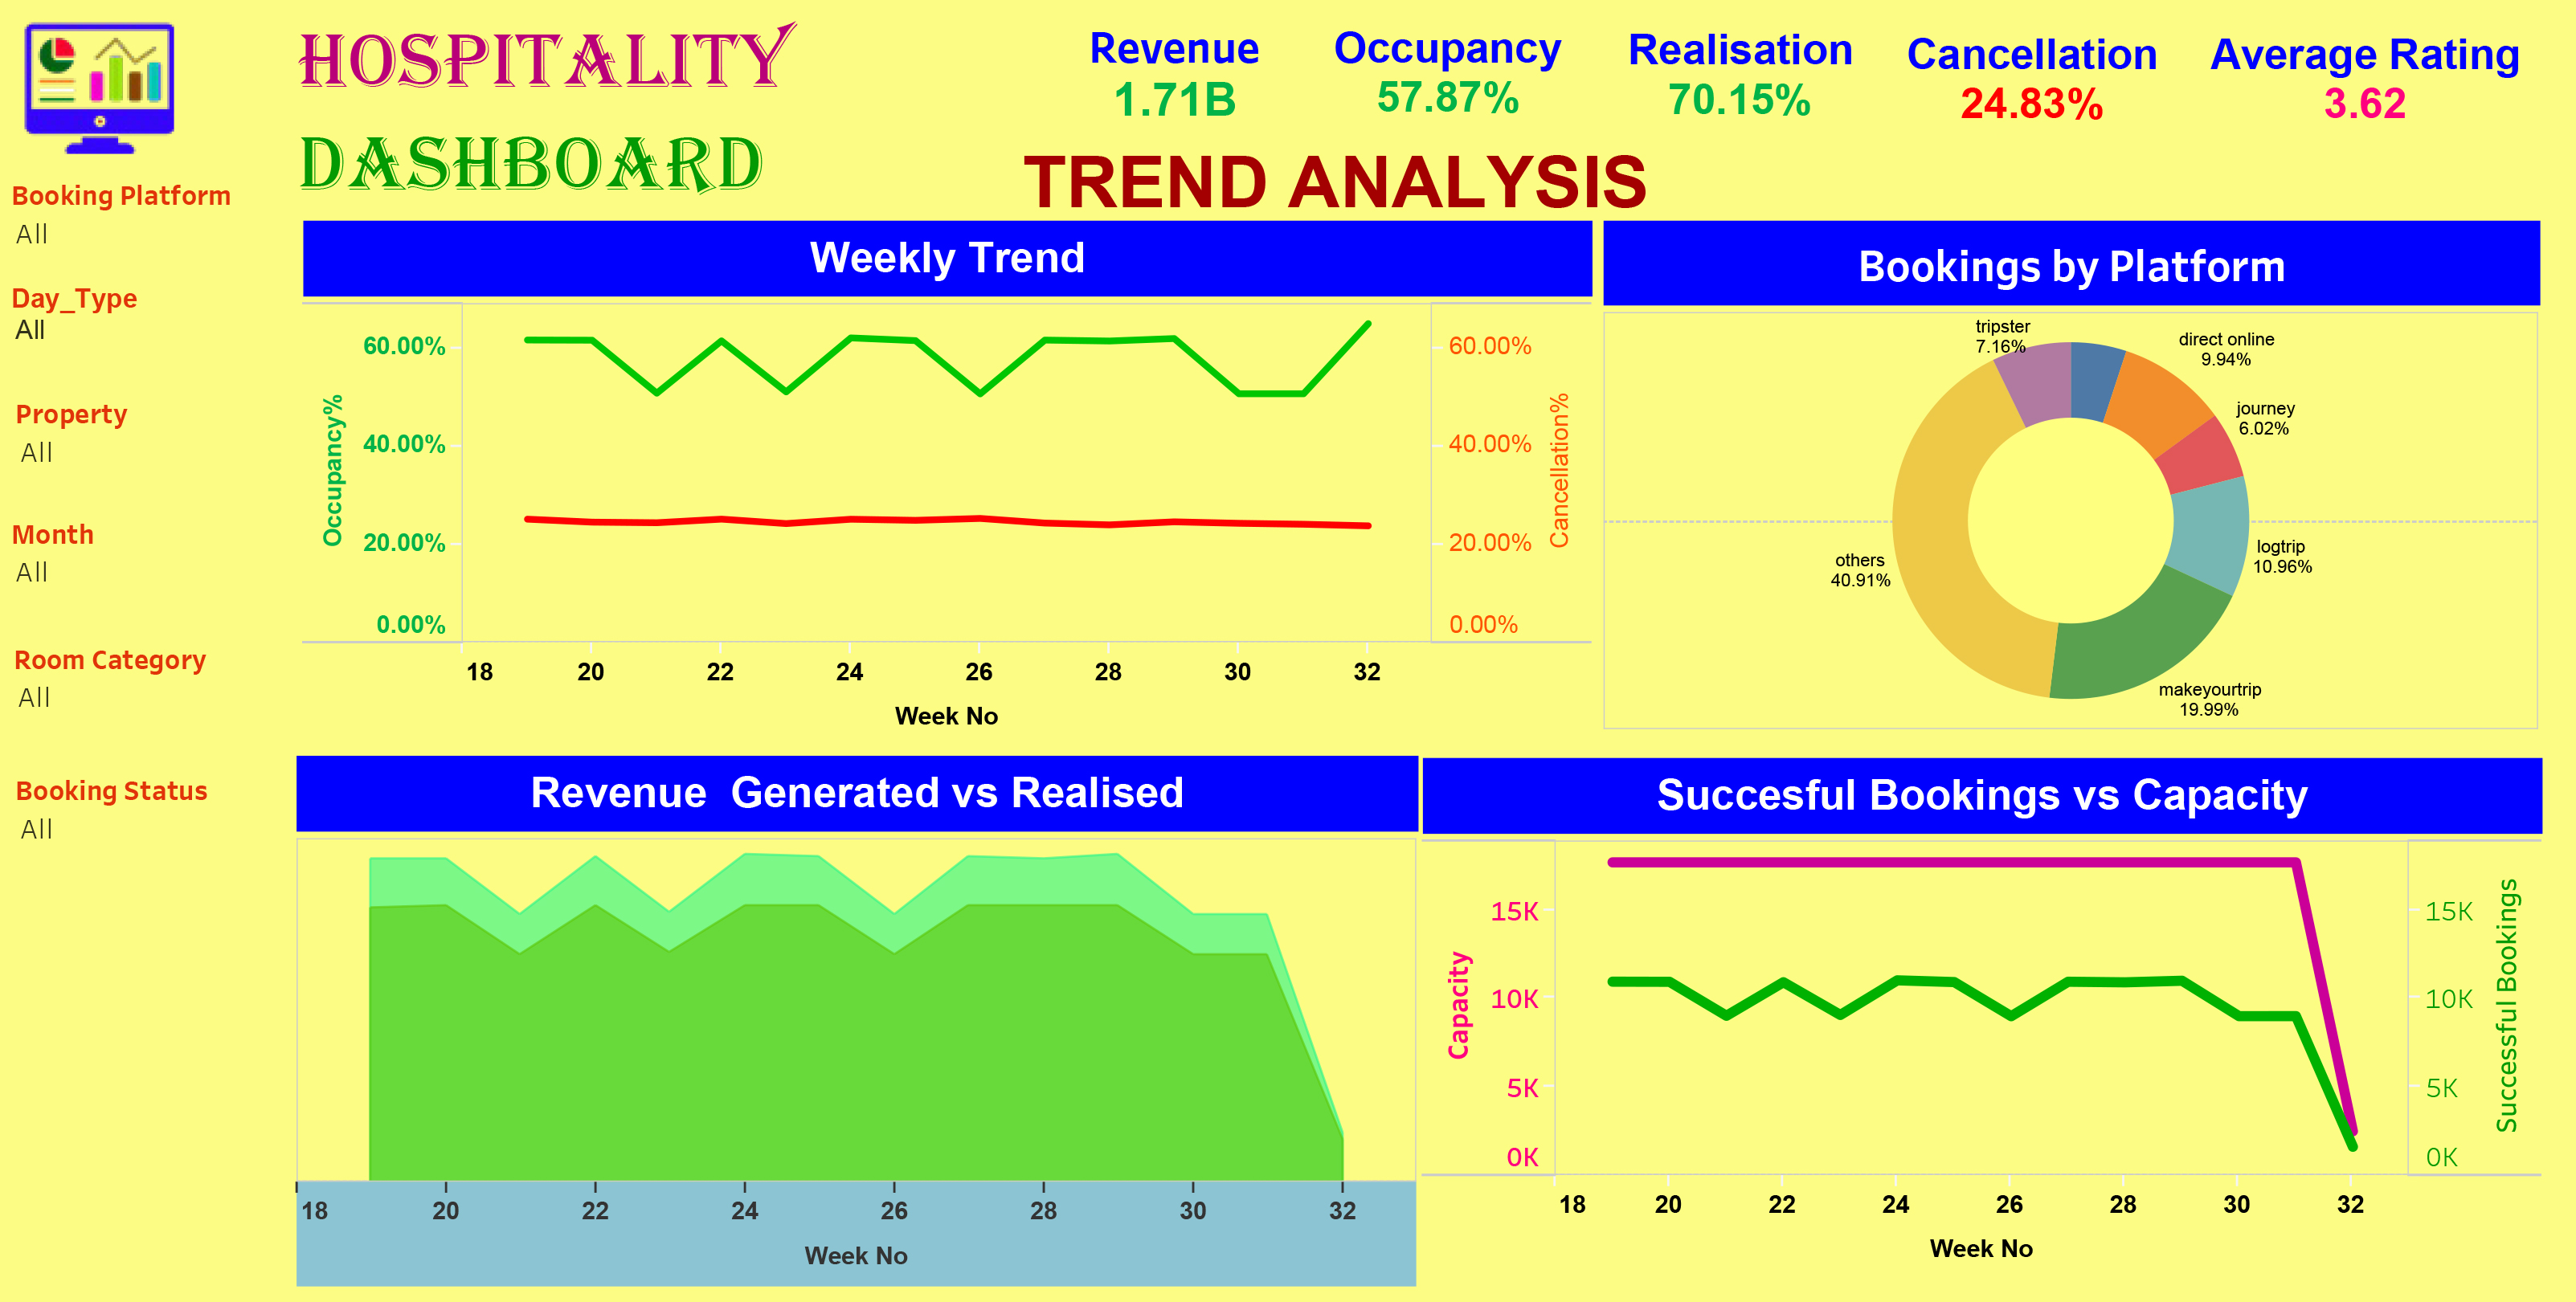 HOSPITALITY
DASHBOARD
Revenue
1.71B
Occupancy
57.87%
Realisation
70.15%
Cancellation
24.83%
Average Rating
3.62
TREND ANALYSIS
Booking Platform
All
Day_Type
All
Property
All
Month
All
Room Category
All
Booking Status
All
Weekly Trend
60.00%
40.00%
20.00%
0.00%
Occupancy%
60.00%
40.00%
20.00%
0.00%
Cancellation%
18 20 22 24 26 28 30 32
Week No
Bookings by Platform
tripster
7.16%
direct online
9.94%
journey
6.02%
logtrip
10.96%
others
40.91%
makeyourtrip
19.99%
Revenue  Generated vs Realised
18 20 22 24 26 28 30 32
Week No
Succesful Bookings vs Capacity
15K
10K
5K
0K
Capacity
15K
10K
5K
0K
Successful Bookings
18 20 22 24 26 28 30 32
Week No